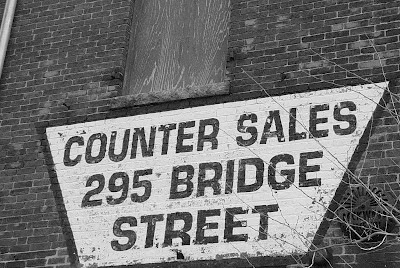 COUNTER SALES
295 BRIDGE
STREET